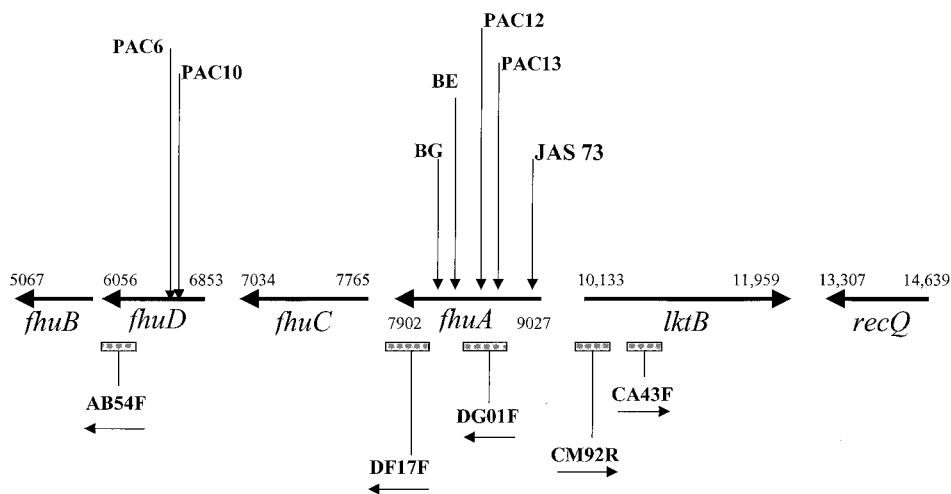 PAC12
PAC6
PAC13
PAC10
BE
BG
JAS 73
5067
6056
6853
7034
7765
10,133
11,959
13,307
14,639
fhuB
fhuD
fhuC
7902
fhuA
9027
lktB
recQ
AB54F
CA43F
DG01F
CM92R
DF17F